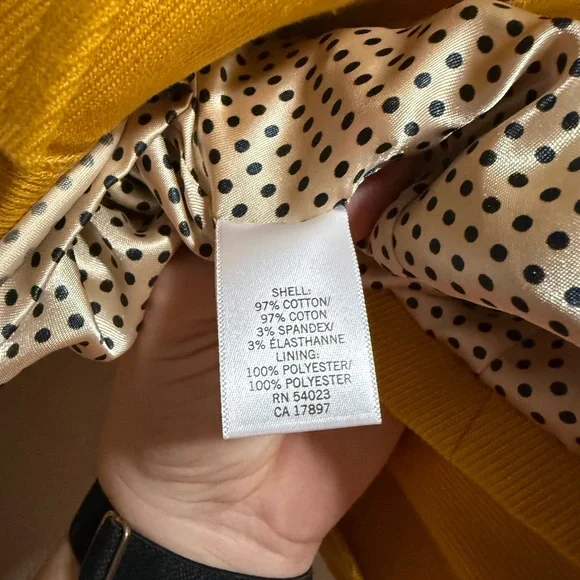 SHELL:
97% COTTON/
97% COTON
3% SPANDEX/
3% ÉLASTHANNE
LINING:
100% POLYESTER/
100% POLYESTER
RN 54023
CA 17897